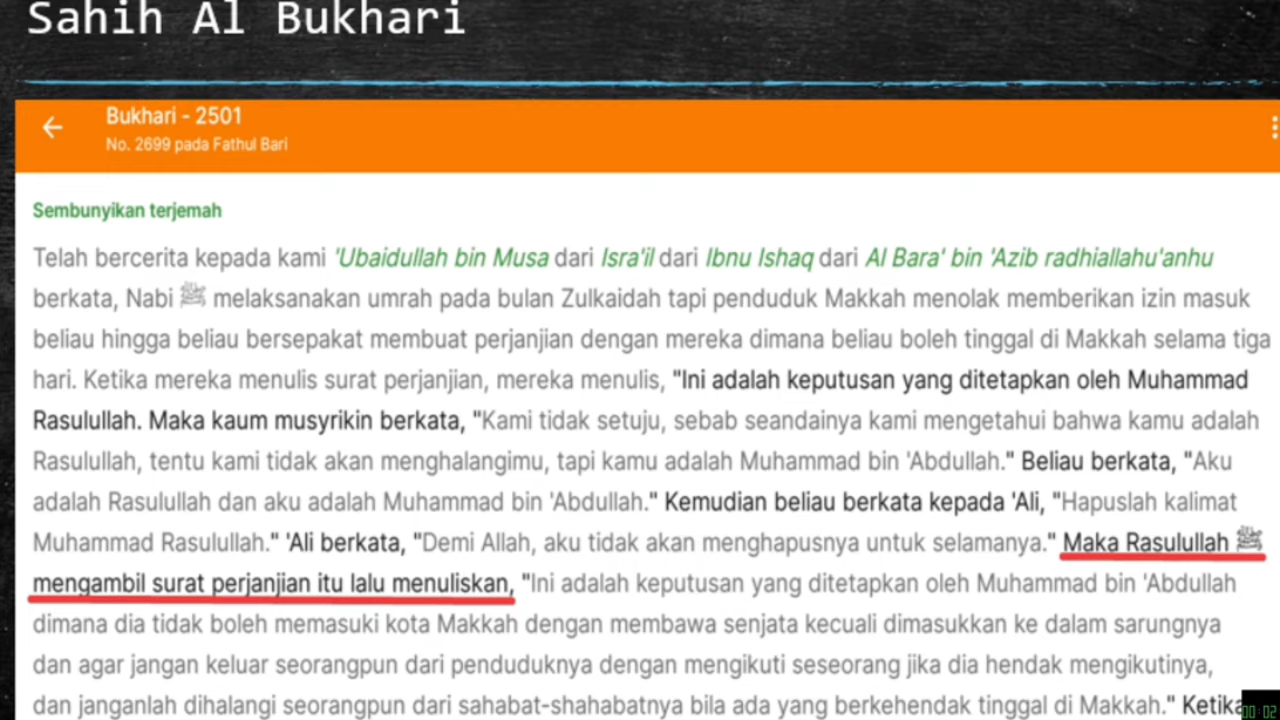 Sahih Al Bukhari
Bukhari - 2501
No. 2699 pada Fathul Bari
Sembunyikan terjemah
Telah bercerita kepada kami 'Ubaidullah bin Musa dari Isra'il dari Ibnu Ishaq dari Al Bara' bin 'Azib radhiallahu'anhu
berkata, Nabi ﷺ melaksanakan umrah pada bulan Zulkaidah tapi penduduk Makkah menolak memberikan izin masuk
beliau hingga beliau bersepakat membuat perjanjian dengan mereka dimana beliau boleh tinggal di Makkah selama tiga
hari. Ketika mereka menulis surat perjanjian, mereka menulis, "Ini adalah keputusan yang ditetapkan oleh Muhammad
Rasulullah. Maka kaum musyrikin berkata, "Kami tidak setuju, sebab seandainya kami mengetahui bahwa kamu adalah
Rasulullah, tentu kami tidak akan menghalangimu, tapi kamu adalah Muhammad bin 'Abdullah." Beliau berkata, "Aku
adalah Rasulullah dan aku adalah Muhammad bin 'Abdullah." Kemudian beliau berkata kepada 'Ali, "Hapuslah kalimat
Muhammad Rasulullah." 'Ali berkata, "Demi Allah, aku tidak akan menghapusnya untuk selamanya." Maka Rasulullah ﷺ
mengambil surat perjanjian itu lalu menuliskan, "Ini adalah keputusan yang ditetapkan oleh Muhammad bin 'Abdullah
dimana dia tidak boleh memasuki kota Makkah dengan membawa senjata kecuali dimasukkan ke dalam sarungnya
dan agar jangan keluar seorangpun dari penduduknya dengan mengikuti seseorang jika dia hendak mengikutinya,
dan janganlah dihalangi seorangpun dari sahabat-shahabatnya bila ada yang berkehendak tinggal di Makkah." Ketika
00:02